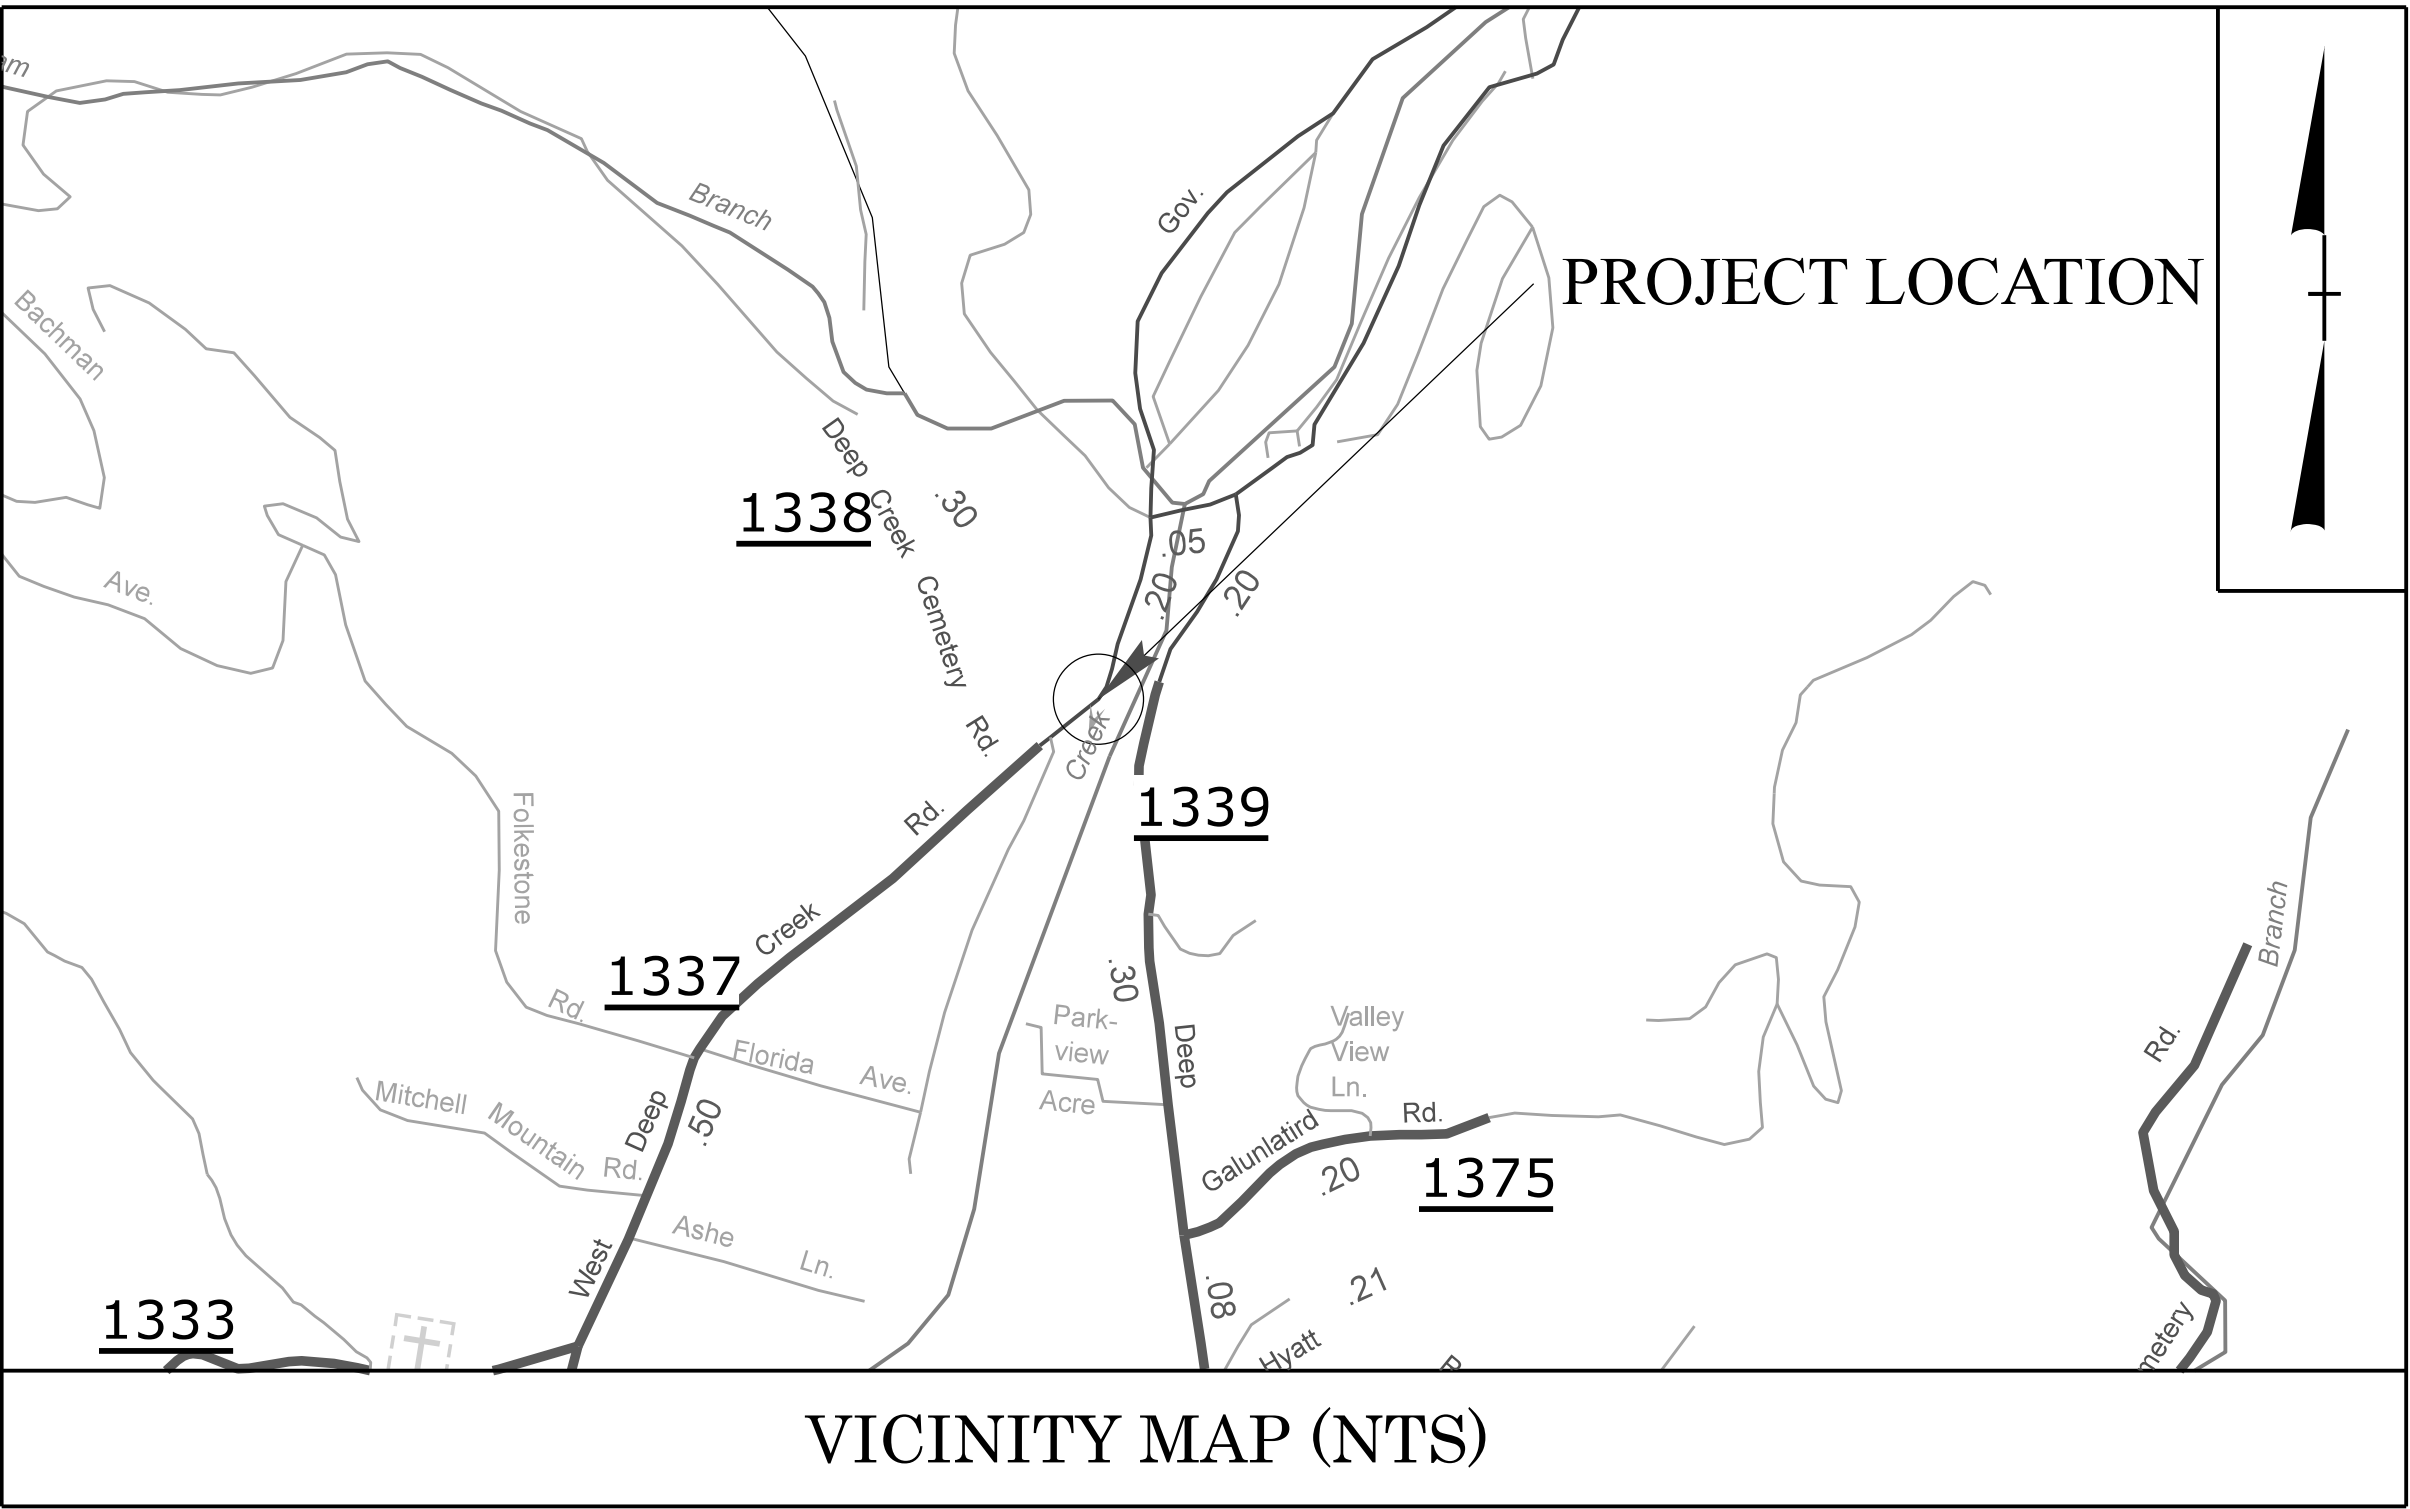 Branch
Gov.
PROJECT LOCATION
Bachman
Deep
Creek
Cemetery
Rd.
1338
.30
.05
.20
.20
Ave.
Creek
Folkestone
Rd.
1339
Rd.
Creek
1337
Branch
.30
Park-
view
Acre
Valley
View
Ln.
Deep
Florida
Ave.
Mitchell
Mountain
Rd.
Deep
.50
Rd.
Galunlatird
Rd.
.20
1375
Ashe
Ln.
West
.08
.21
1333
Hyatt
metery
VICINITY MAP (NTS)